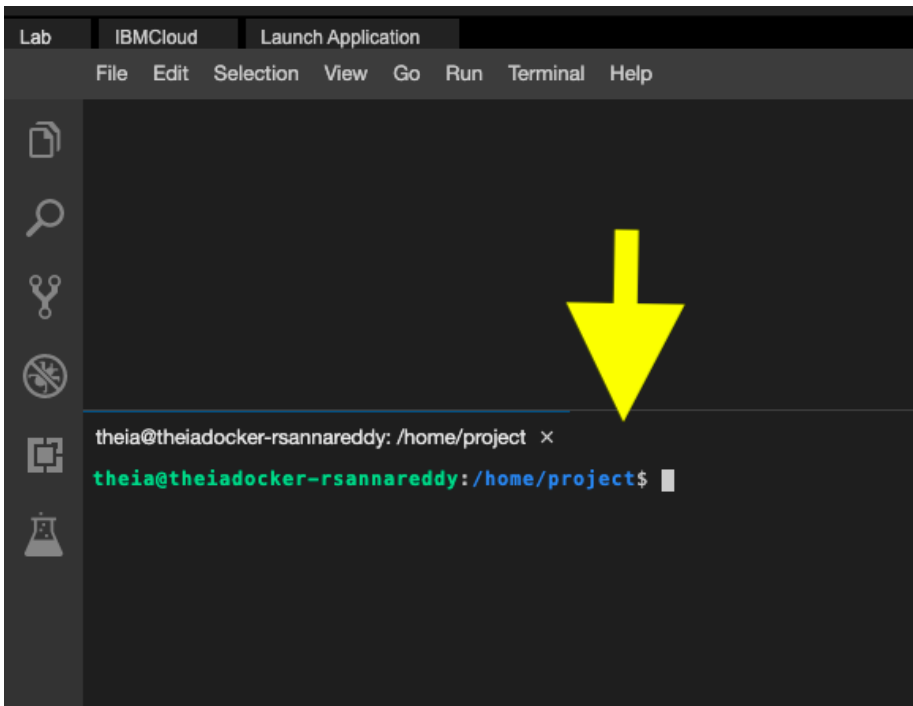 Lab IBMCloud Launch Application
File Edit Selection View Go Run Terminal Help
theia@theiadocker-rsannareddy: /home/project ×
theia@theiadocker-rsannareddy:/home/project$